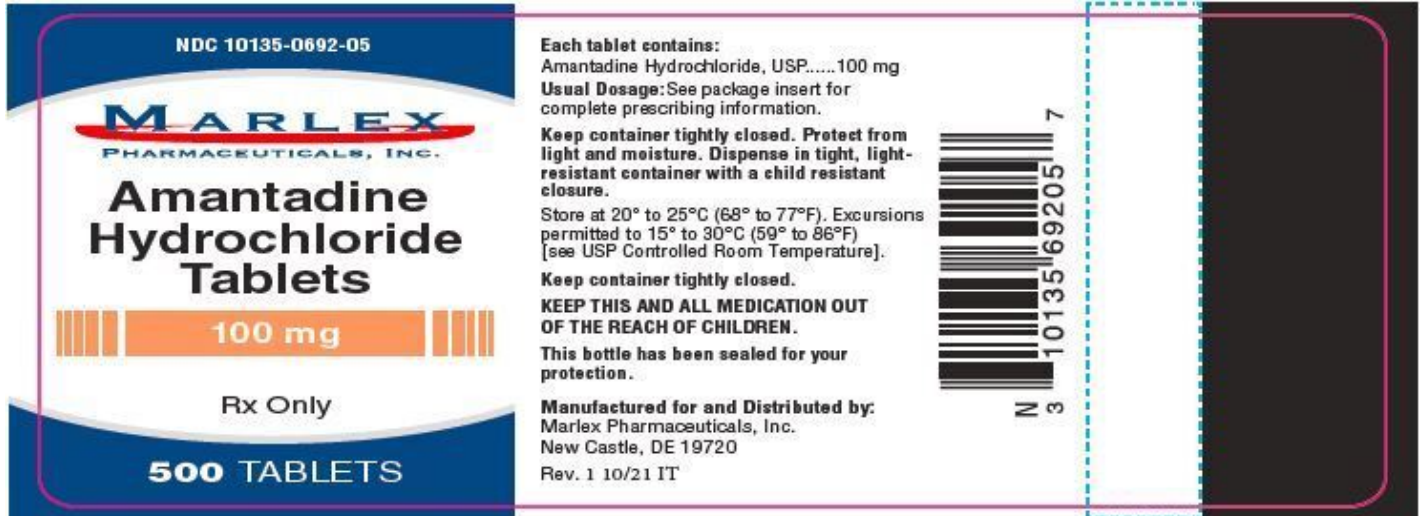 NDC 10135-0692-05
MARLEX
PHARMACEUTICALS, INC.
Amantadine
Hydrochloride
Tablets
100 mg
Rx Only
500 TABLETS
Each tablet contains:
Amantadine Hydrochloride, USP......100 mg
Usual Dosage:See package insert for
complete prescribing information.
Keep container tightly closed. Protect from
light and moisture. Dispense in tight, light-
resistant container with a child resistant
closure.
Store at 20° to 25°C (68° to 77°F). Excursions
permitted to 15° to 30°C (59° to 86°F)
[see USP Controlled Room Temperature].
Keep container tightly closed.
KEEP THIS AND ALL MEDICATION OUT
OF THE REACH OF CHILDREN.
This bottle has been sealed for your
protection.
Manufactured for and Distributed by:
Marlex Pharmaceuticals, Inc.
New Castle, DE 19720
Rev. 1 10/21 IT
N
3 10135 69205 7